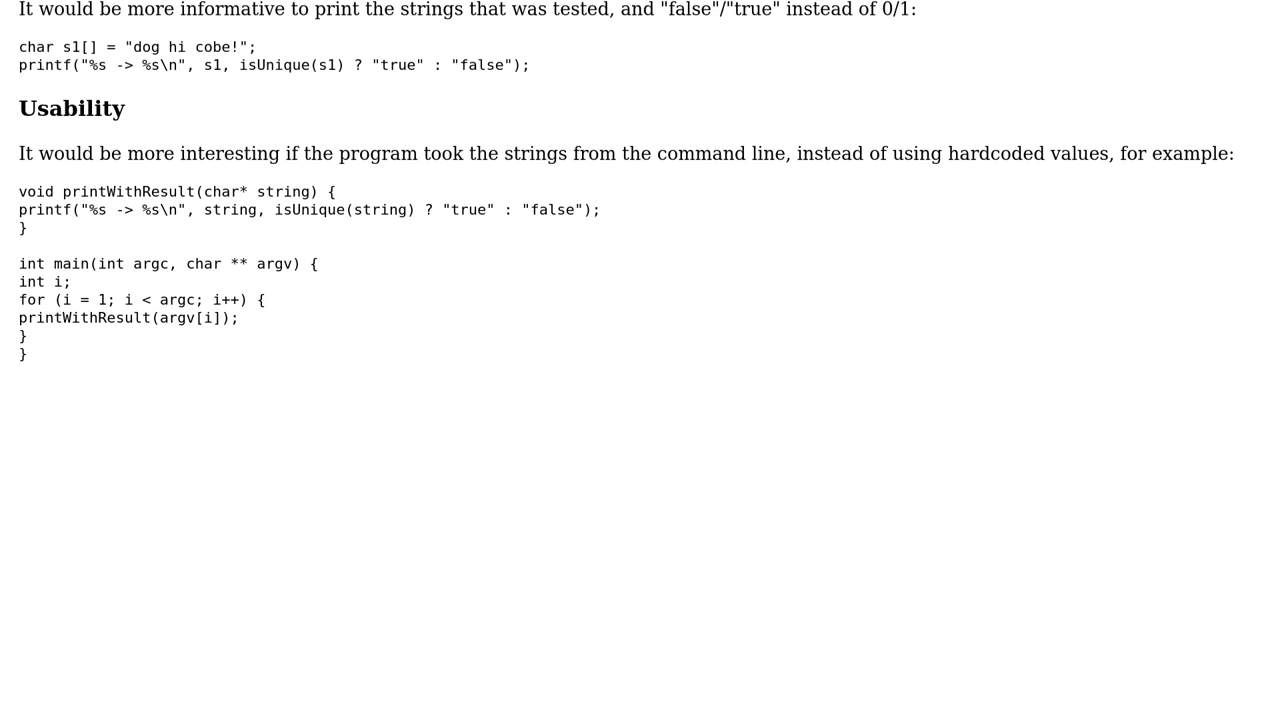 It would be more informative to print the strings that was tested, and "false"/"true" instead of 0/1:
char s1[] = "dog hi cobe!";
printf("%s -> %s\n", s1, isUnique(s1) ? "true" : "false");
Usability
It would be more interesting if the program took the strings from the command line, instead of using hardcoded values, for example:
void printWithResult(char* string) {
printf("%s -> %s\n", string, isUnique(string) ? "true" : "false");
}
int main(int argc, char ** argv) {
int i;
for (i = 1; i < argc; i++) {
printWithResult(argv[i]);
}
}